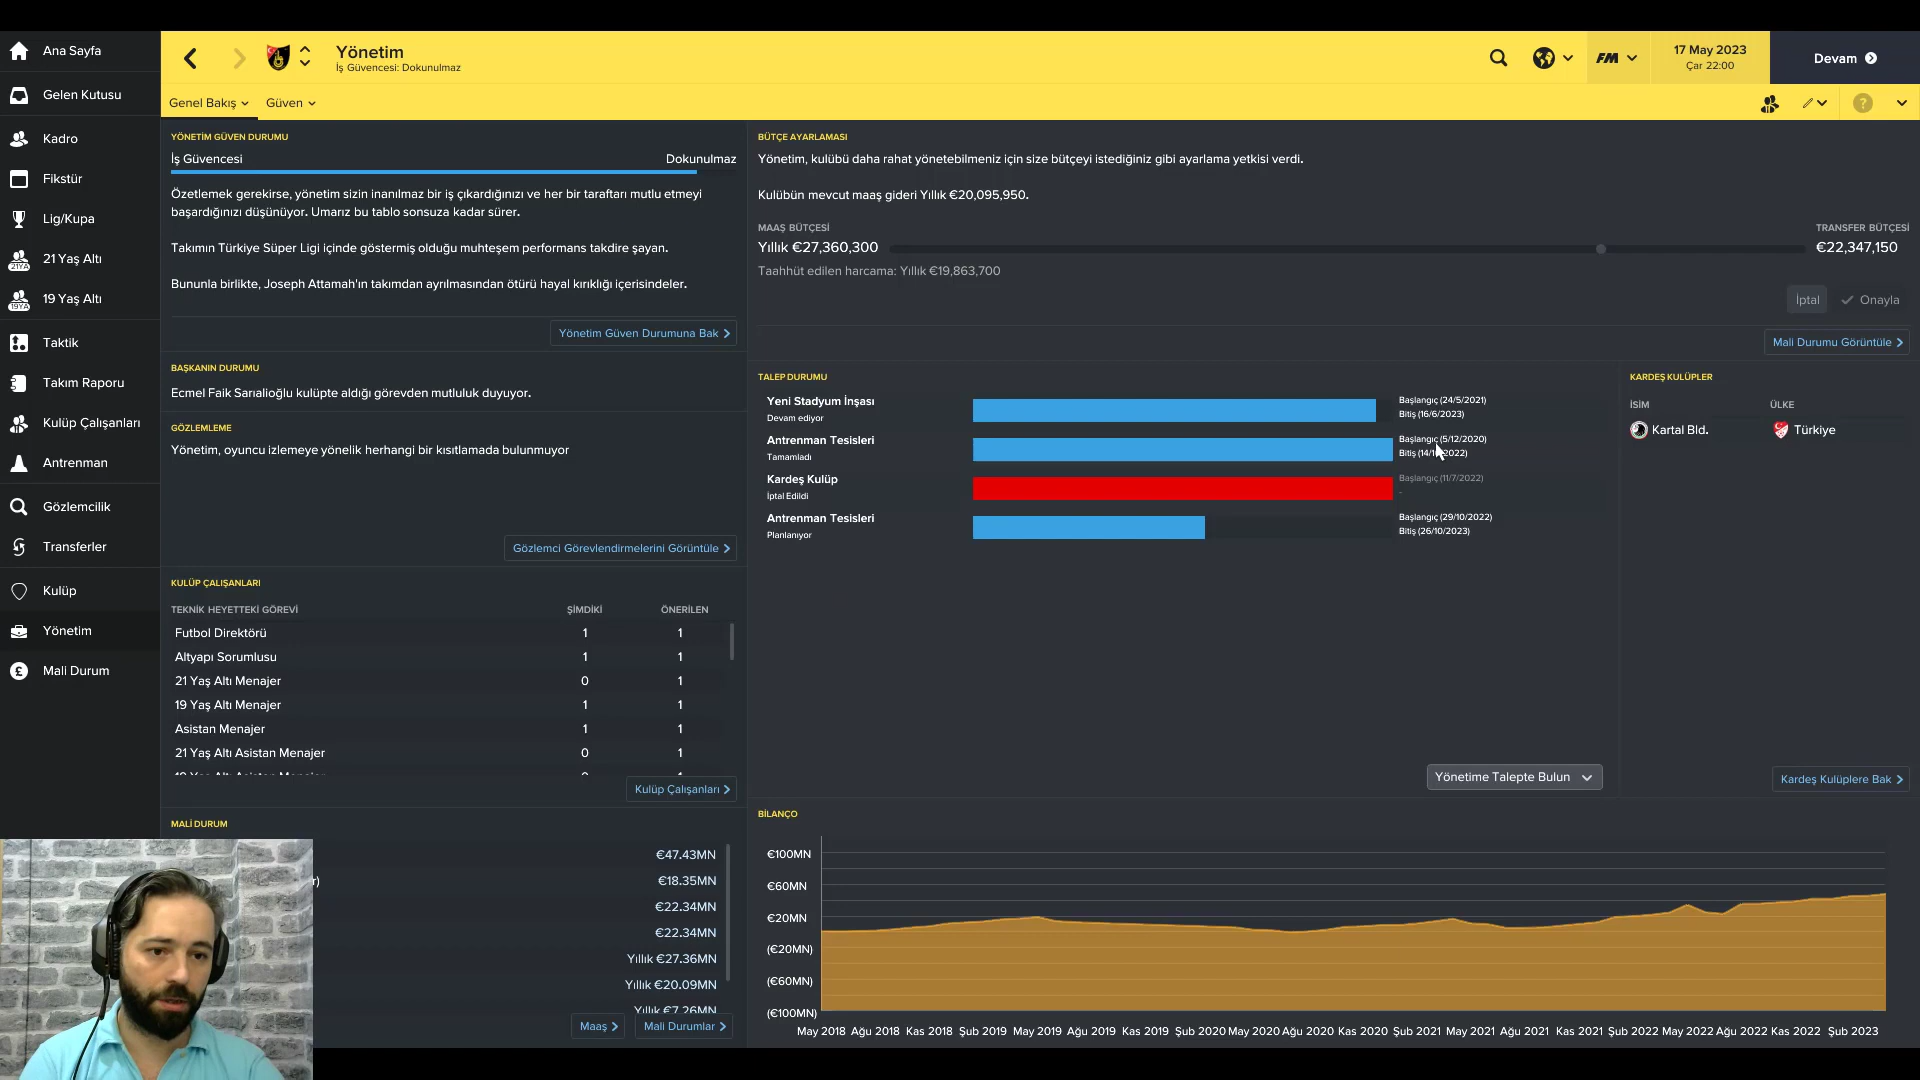 Ana Sayfa
Gelen Kutusu
Kadro
Fikstür
Lig/Kupa
21 Yaş Altı
21YA
19 Yaş Altı
19YA
Taktik
Takım Raporu
Kulüp Çalışanları
Antrenman
Gözlemcilik
Transferler
Kulüp
Yönetim
Mali Durum
Yönetim
İş Güvencesi: Dokunulmaz
FM
17 May 2023
Çar 22:00
Devam
Genel Bakış
Güven
?
YÖNETİM GÜVEN DURUMU
İş Güvencesi
Dokunulmaz
Özetlemek gerekirse, yönetim sizin inanılmaz bir iş çıkardığınızı ve her bir taraftarı mutlu etmeyi
başardığınızı düşünüyor. Umarız bu tablo sonsuza kadar sürer.
Takımın Türkiye Süper Ligi içinde göstermiş olduğu muhteşem performans takdire şayan.
Bununla birlikte, Joseph Attamah'ın takımdan ayrılmasından ötürü hayal kırıklığı içerisindeler.
Yönetim Güven Durumuna Bak
BAŞKANIN DURUMU
Ecmel Faik Sarıalioğlu kulüpte aldığı görevden mutluluk duyuyor.
GÖZLEMLEME
Yönetim, oyuncu izlemeye yönelik herhangi bir kısıtlamada bulunmuyor
Gözlemci Görevlendirmelerini Görüntüle
KULÜP ÇALIŞANLARI
TEKNİK HEYETTEKİ GÖREVİ ŞİMDİKİ ÖNERİLEN
Futbol Direktörü 1 1
Altyapı Sorumlusu 1 1
21 Yaş Altı Menajer 0 1
19 Yaş Altı Menajer 1 1
Asistan Menajer 1 1
21 Yaş Altı Asistan Menajer 0 1
Kulüp Çalışanları
MALİ DURUM
€47.43MN
r) €18.35MN
€22.34MN
€22.34MN
Yıllık €27.36MN
Yıllık €20.09MN
Yıllık €7.26MN
Maaş
Mali Durumlar
BÜTÇE AYARLAMASI
Yönetim, kulübü daha rahat yönetebilmeniz için size bütçeyi istediğiniz gibi ayarlama yetkisi verdi.
Kulübün mevcut maaş gideri Yıllık €20,095,950.
MAAŞ BÜTÇESİ
Yıllık €27,360,300
TRANSFER BÜTÇESİ
€22,347,150
Taahhüt edilen harcama: Yıllık €19,863,700
İptal
Onayla
Mali Durumu Görüntüle
TALEP DURUMU
Yeni Stadyum İnşası
Devam ediyor
Başlangıç (24/5/2021)
Bitiş (16/6/2023)
Antrenman Tesisleri
Tamamladı
Başlangıç (5/12/2020)
Kardeş Kulüp
İptal Edildi
Başlangıç (11/7/2022)
-
Antrenman Tesisleri
Planlanıyor
Başlangıç (29/10/2022)
Bitiş (26/10/2023)
Yönetime Talepte Bulun
KARDEŞ KULÜPLER
İSİM ÜLKE
Kartal Bld. Türkiye
Kardeş Kulüplere Bak
BİLANÇO
€100MN
€60MN
€20MN
(€20MN)
(€60MN)
(€100MN)
May 2018 Ağu 2018 Kas 2018 Şub 2019 May 2019 Ağu 2019 Kas 2019 Şub 2020 May 2020 Ağu 2020 Kas 2020 Şub 2021 May 2021 Ağu 2021 Kas 2021 Şub 2022 May 2022 Ağu 2022 Kas 2022 Şub 2023